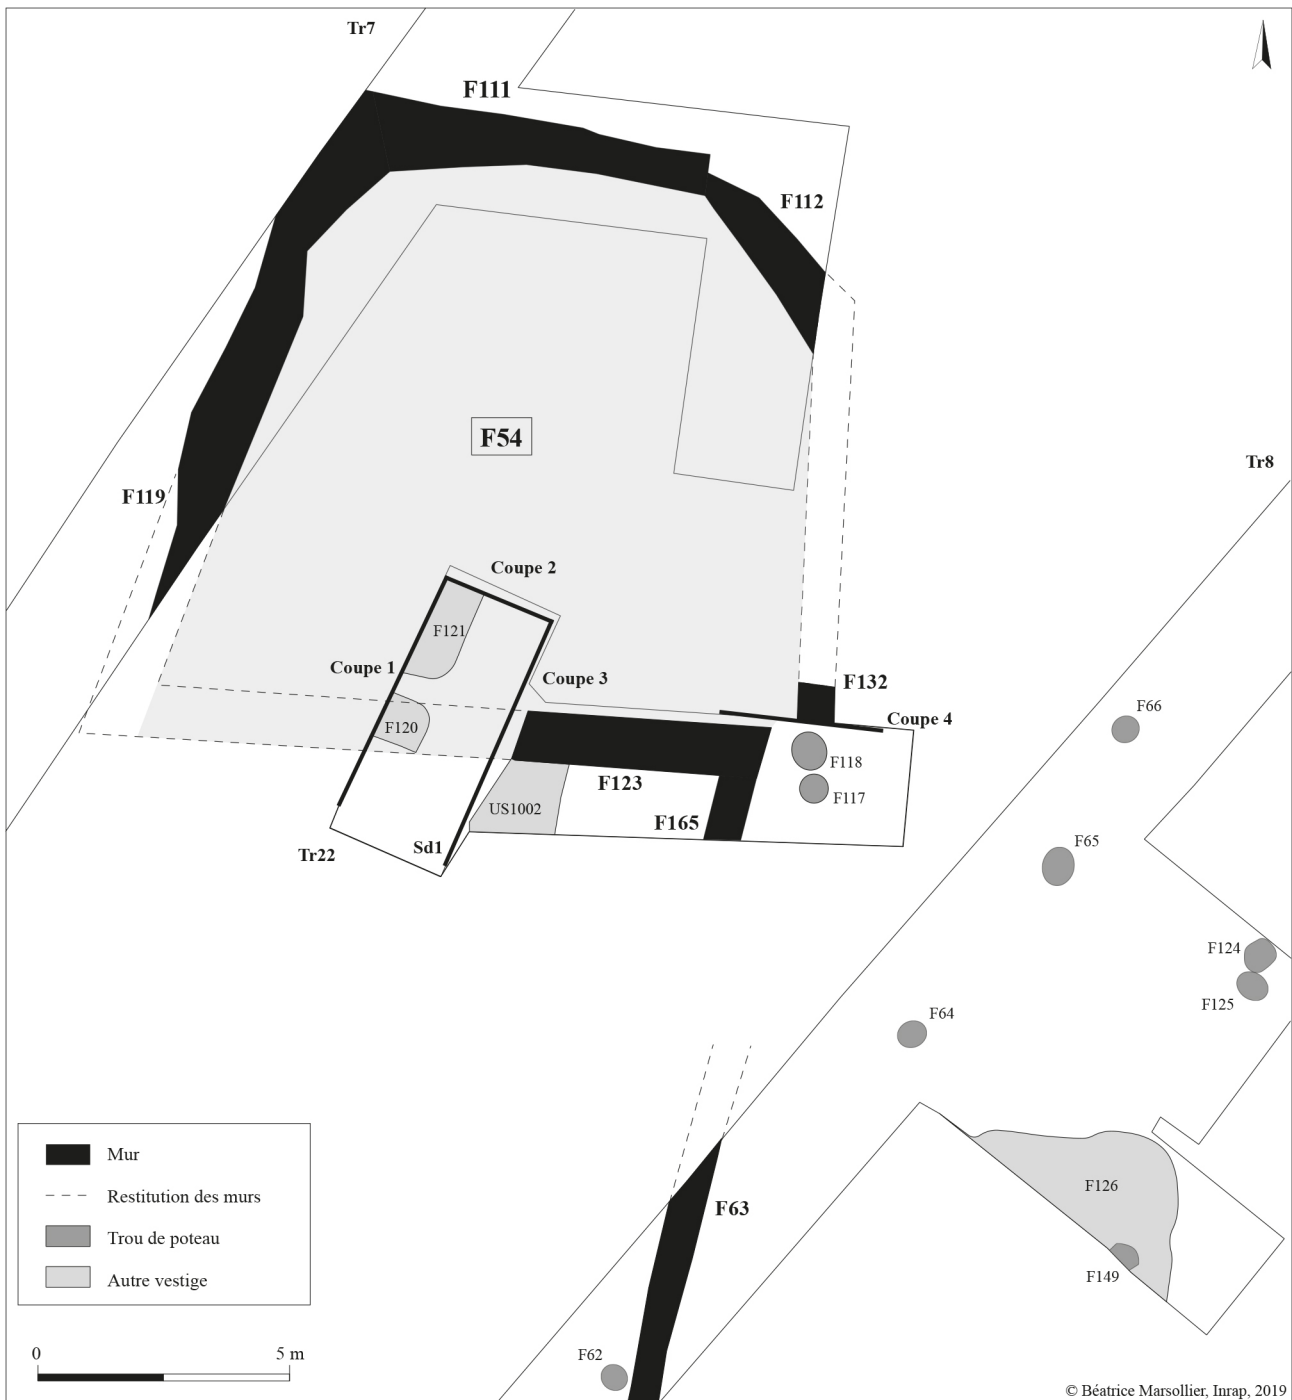 Tr7
F111
F112
F54
Tr8
F119
Coupe 2
F121
Coupe 1
Coupe 3
F132
F66
Coupe 4
F120
F118
F123
F117
US1002
F165
F65
Sd1
Tr22
F124
F125
F64
Mur
F126
Restitution des murs
F63
Trou de poteau
Autre vestige
F149
0 5 m
F62
© Béatrice Marsollier, Inrap, 2019